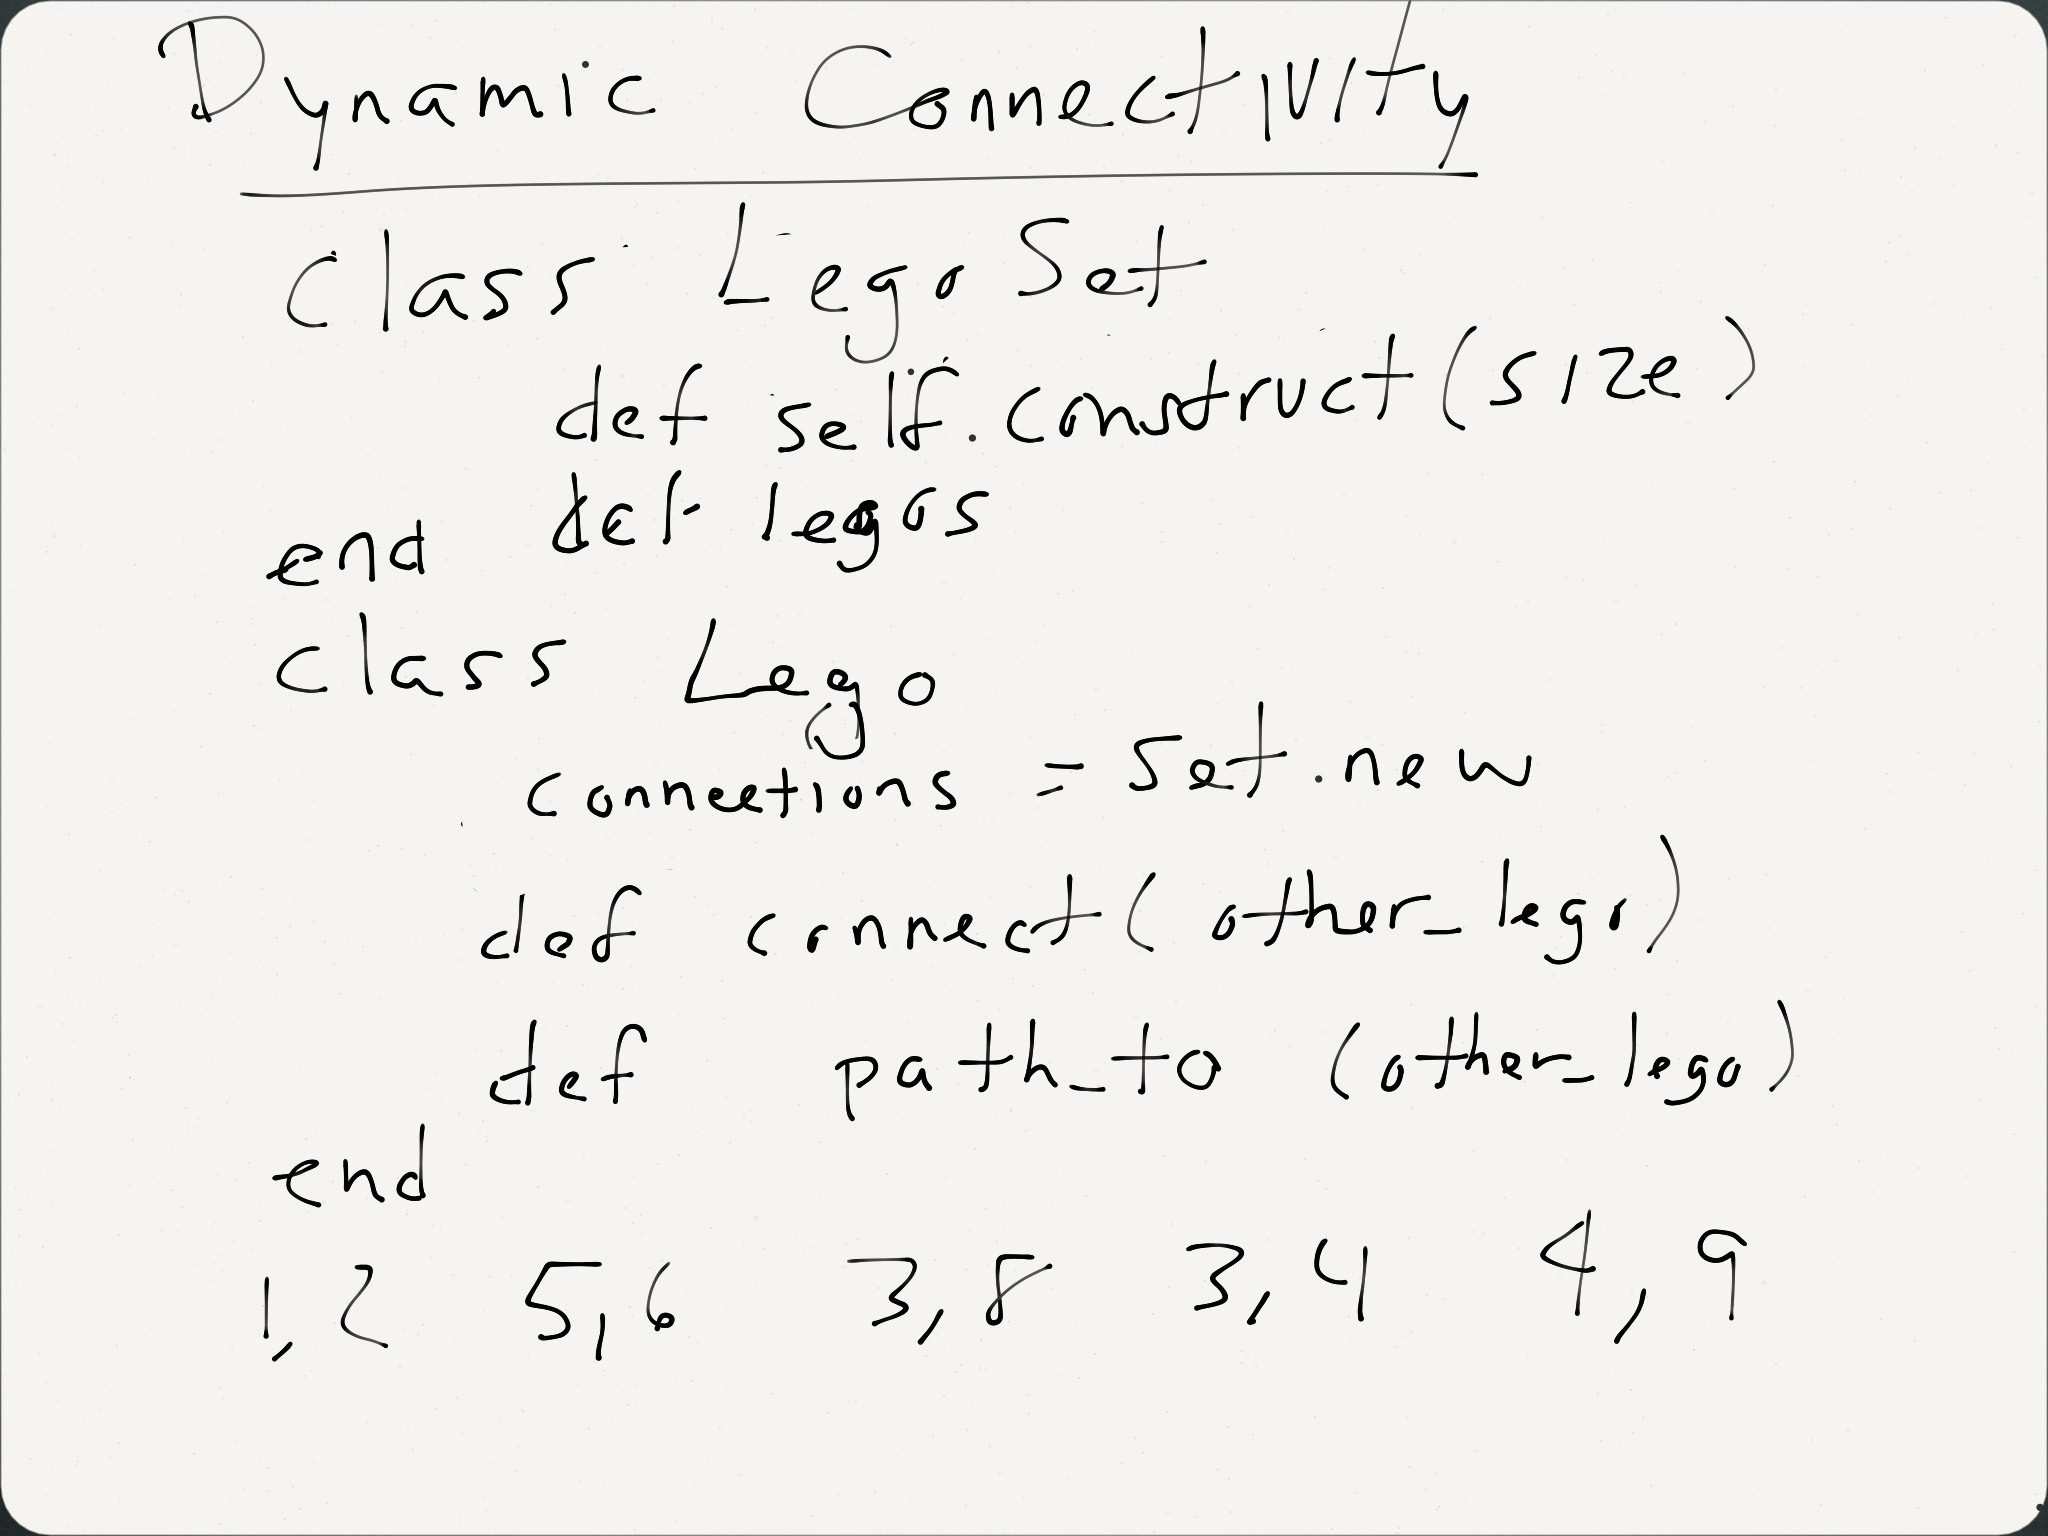 Dynamic Connectivity
class LegoSet
def self.construct(size)
def legos
end
class Lego
connections = Set.new
def connect(other_lego)
def path_to (other_lego)
end
1,2 5,6 3,8 3,4 4,9